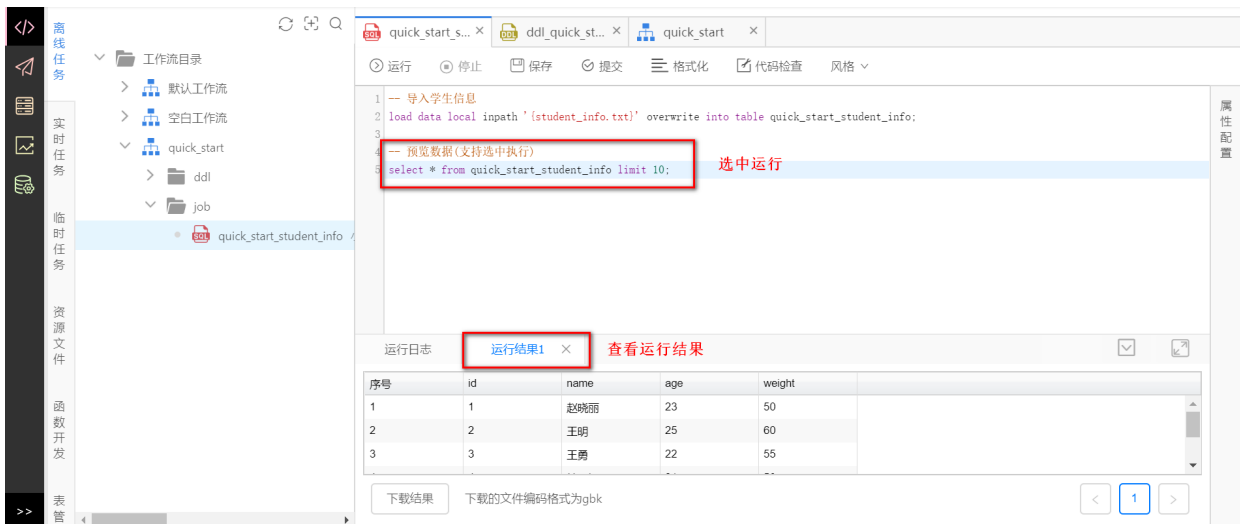 离线任务
实时任务
临时任务
资源文件
函数开发
表管
>>
工作流目录
默认工作流
空白工作流
quick_start
ddl
job
SQL quick_start_student_info
SQL quick_start_s... ×
DDL ddl_quick_st... ×
quick_start ×
运行 停止 保存 提交 格式化 代码检查 风格
1 -- 导入学生信息
2 load data local inpath '{student_info.txt}' overwrite into table quick_start_student_info;
3
4 -- 预览数据(支持选中执行)
5 select * from quick_start_student_info limit 10;
选中运行
属性配置
运行日志 运行结果1 × 查看运行结果
序号 id name age weight
1 1 赵晓丽 23 50
2 2 王明 25 60
3 3 王勇 22 55
下载结果 下载的文件编码格式为gbk
< 1 >